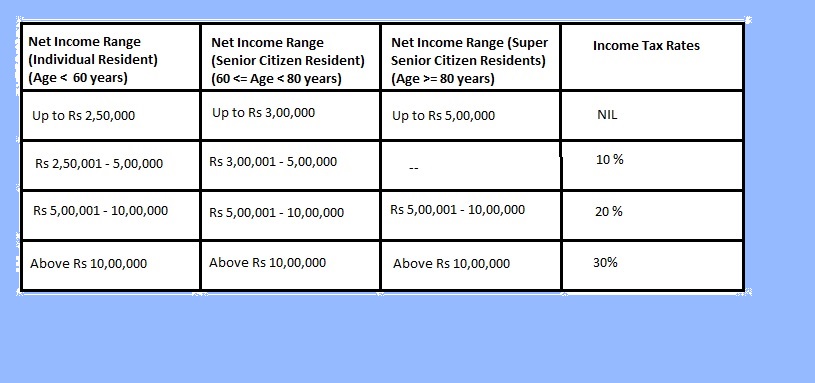 Net Income Range
(Individual Resident)
(Age < 60 years)
Net Income Range
(Senior Citizen Resident)
(60 <= Age < 80 years)
Net Income Range (Super
Senior Citizen Residents)
(Age >= 80 years)
Income Tax Rates
Up to Rs 2,50,000
Up to Rs 3,00,000
Up to Rs 5,00,000
NIL
Rs 2,50,001 - 5,00,000
Rs 3,00,001 - 5,00,000
--
10 %
Rs 5,00,001 - 10,00,000
Rs 5,00,001 - 10,00,000
Rs 5,00,001 - 10,00,000
20 %
Above Rs 10,00,000
Above Rs 10,00,000
Above Rs 10,00,000
30%